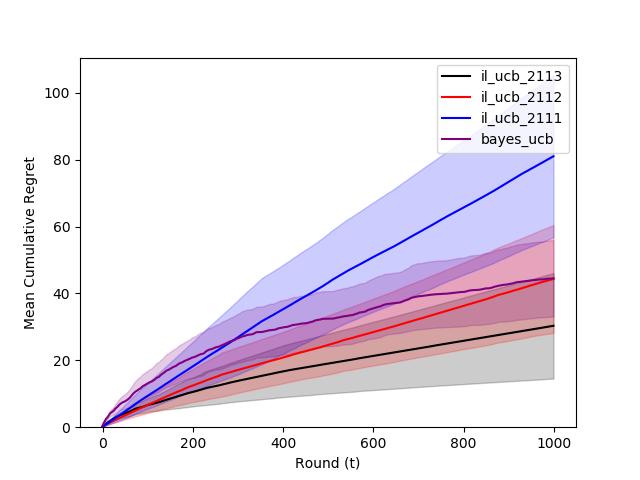 Mean Cumulative Regret
100
80
60
40
20
0
0 200 400 600 800 1000
Round (t)
il_ucb_2113
il_ucb_2112
il_ucb_2111
bayes_ucb